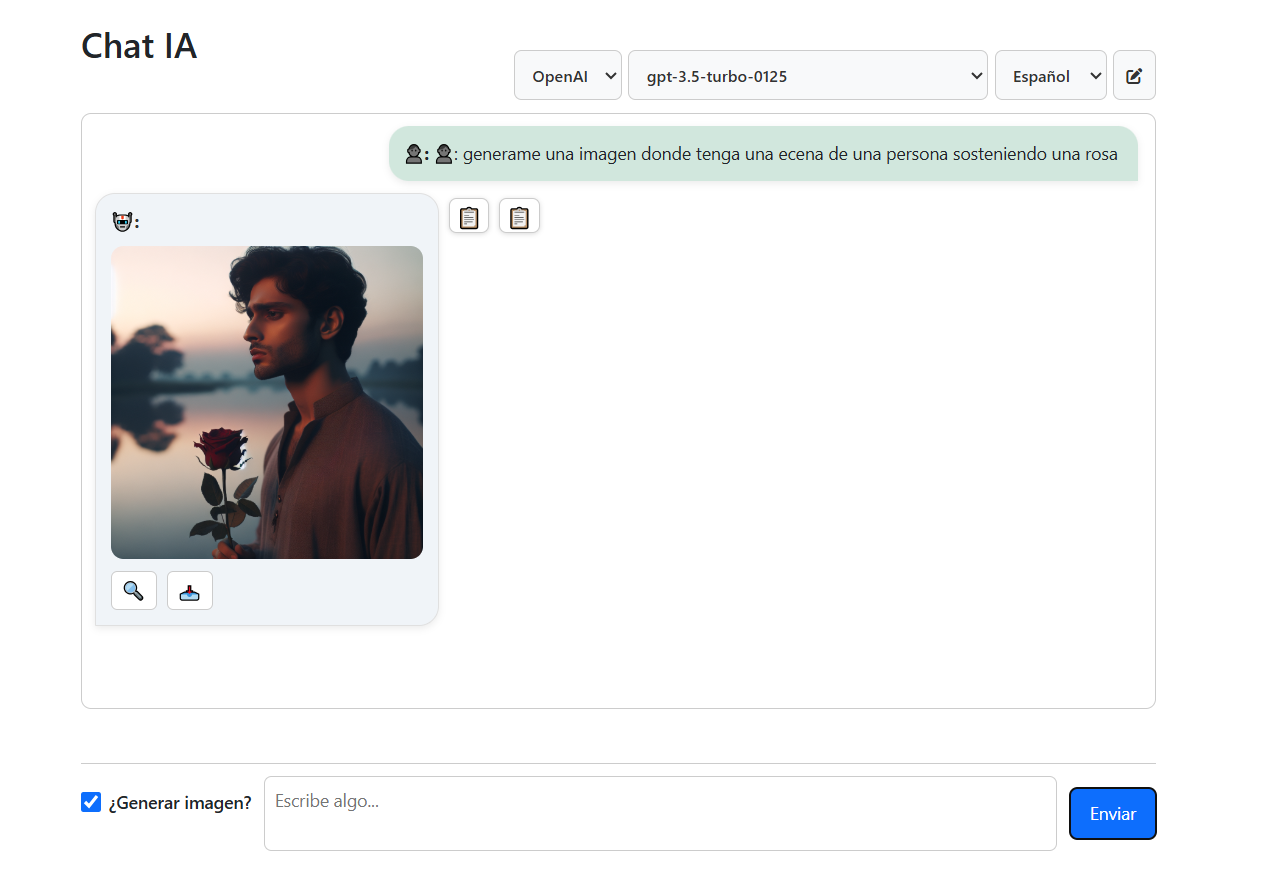 Chat IA
OpenAI
gpt-3.5-turbo-0125
Español
: : generame una imagen donde tenga una ecena de una persona sosteniendo una rosa
:
¿Generar imagen?
Escribe algo...
Enviar